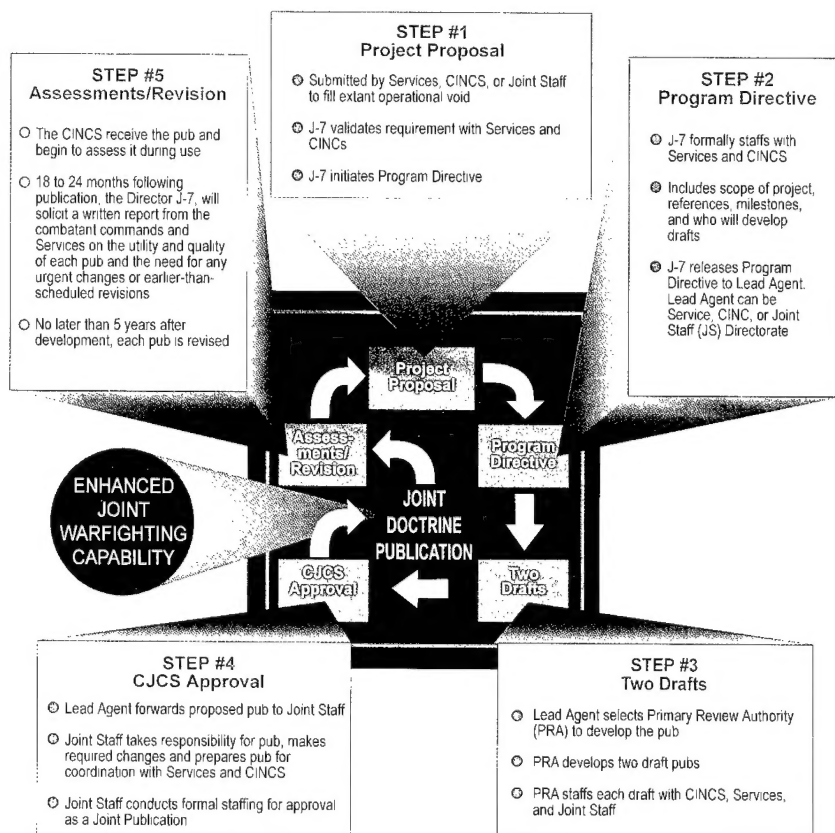 STEP #1
Project Proposal
Submitted by Services, CINCS, or Joint Staff
to fill extant operational void
J-7 validates requirement with Services and
CINCs
J-7 initiates Program Directive
STEP #2
Program Directive
J-7 formally staffs with
Services and CINCS
Includes scope of project,
references, milestones,
and who will develop
drafts
J-7 releases Program
Directive to Lead Agent.
Lead Agent can be
Service, CINC, or Joint
Staff (JS) Directorate
STEP #3
Two Drafts
Lead Agent selects Primary Review Authority
(PRA) to develop the pub
PRA develops two draft pubs
PRA staffs each draft with CINCS, Services,
and Joint Staff
STEP #4
CJCS Approval
Lead Agent forwards proposed pub to Joint Staff
Joint Staff takes responsibility for pub, makes
required changes and prepares pub for
coordination with Services and CINCS
Joint Staff conducts formal staffing for approval
as a Joint Publication
STEP #5
Assessments/Revision
The CINCS receive the pub and
begin to assess it during use
18 to 24 months following
publication, the Director J-7, will
solicit a written report from the
combatant commands and
Services on the utility and quality
of each pub and the need for any
urgent changes or earlier-than-
scheduled revisions
No later than 5 years after
development, each pub is revised
Project
Proposal
Program
Directive
Two
Drafts
CJCS
Approval
Assess-
ments/
Revision
JOINT
DOCTRINE
PUBLICATION
ENHANCED
JOINT
WARFIGHTING
CAPABILITY